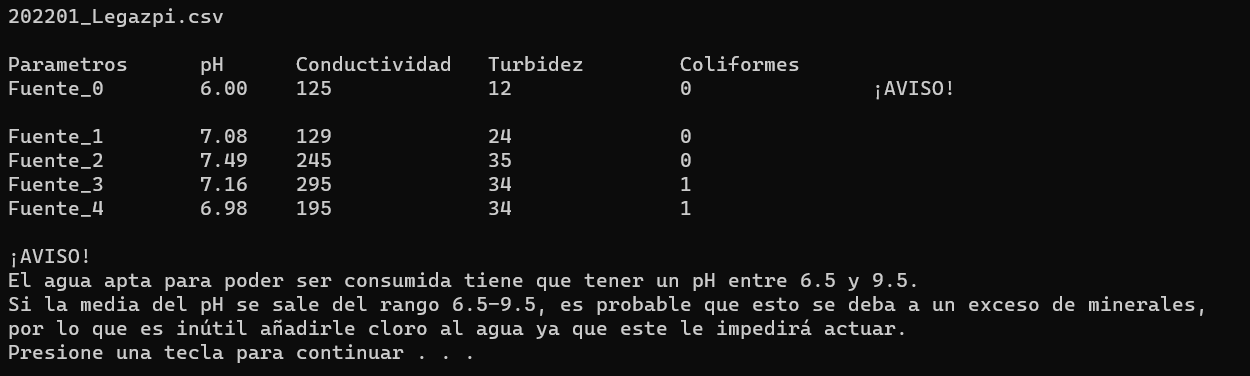 202201_Legazpi.csv
Parametros pH Conductividad Turbidez Coliformes
Fuente_0 6.00 125 12 0 ¡AVISO!
Fuente_1 7.08 129 24 0
Fuente_2 7.49 245 35 0
Fuente_3 7.16 295 34 1
Fuente_4 6.98 195 34 1
¡AVISO!
El agua apta para poder ser consumida tiene que tener un pH entre 6.5 y 9.5.
Si la media del pH se sale del rango 6.5-9.5, es probable que esto se deba a un exceso de minerales,
por lo que es inútil añadirle cloro al agua ya que este le impedirá actuar.
Presione una tecla para continuar . . .